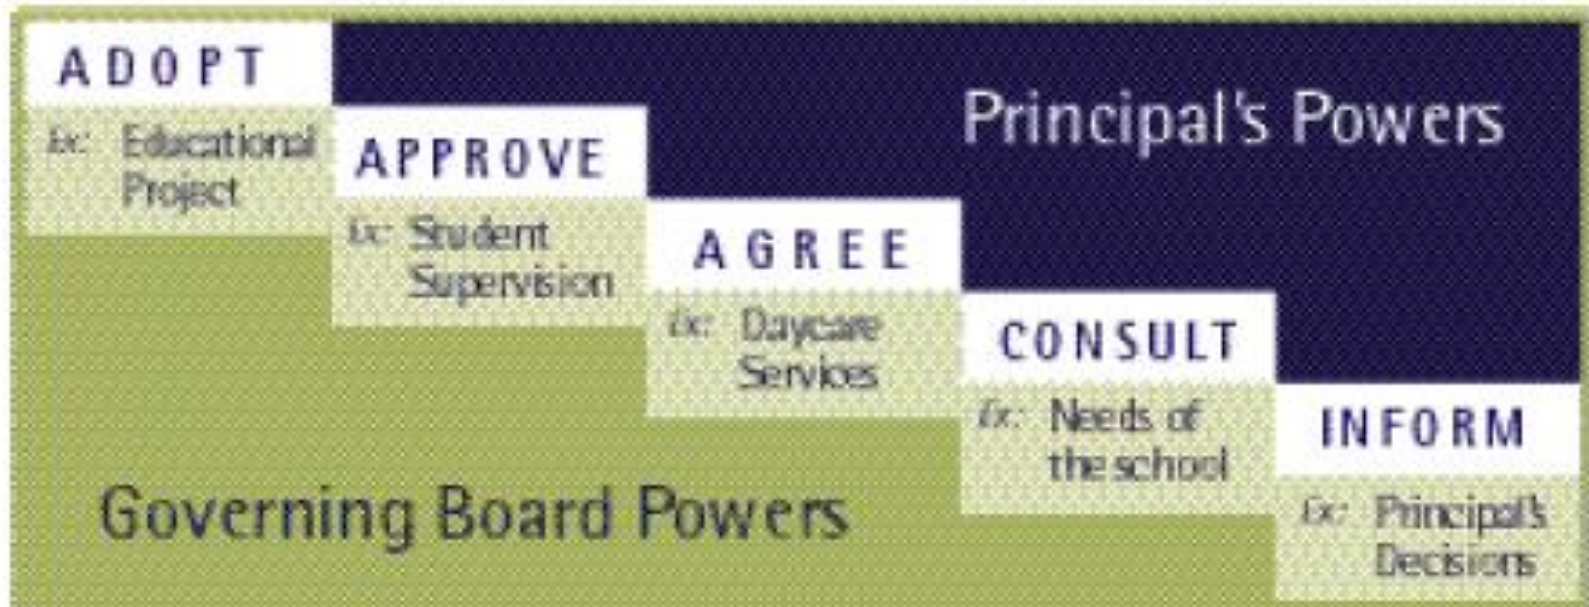 ADOPT
Ex: Educational
Project
Principal's Powers
APPROVE
Ex: Student
Supervision
AGREE
Ex: Daycare
Services
CONSULT
Ex: Needs of
the school
INFORM
Ex: Principal's
Decisions
Governing Board Powers